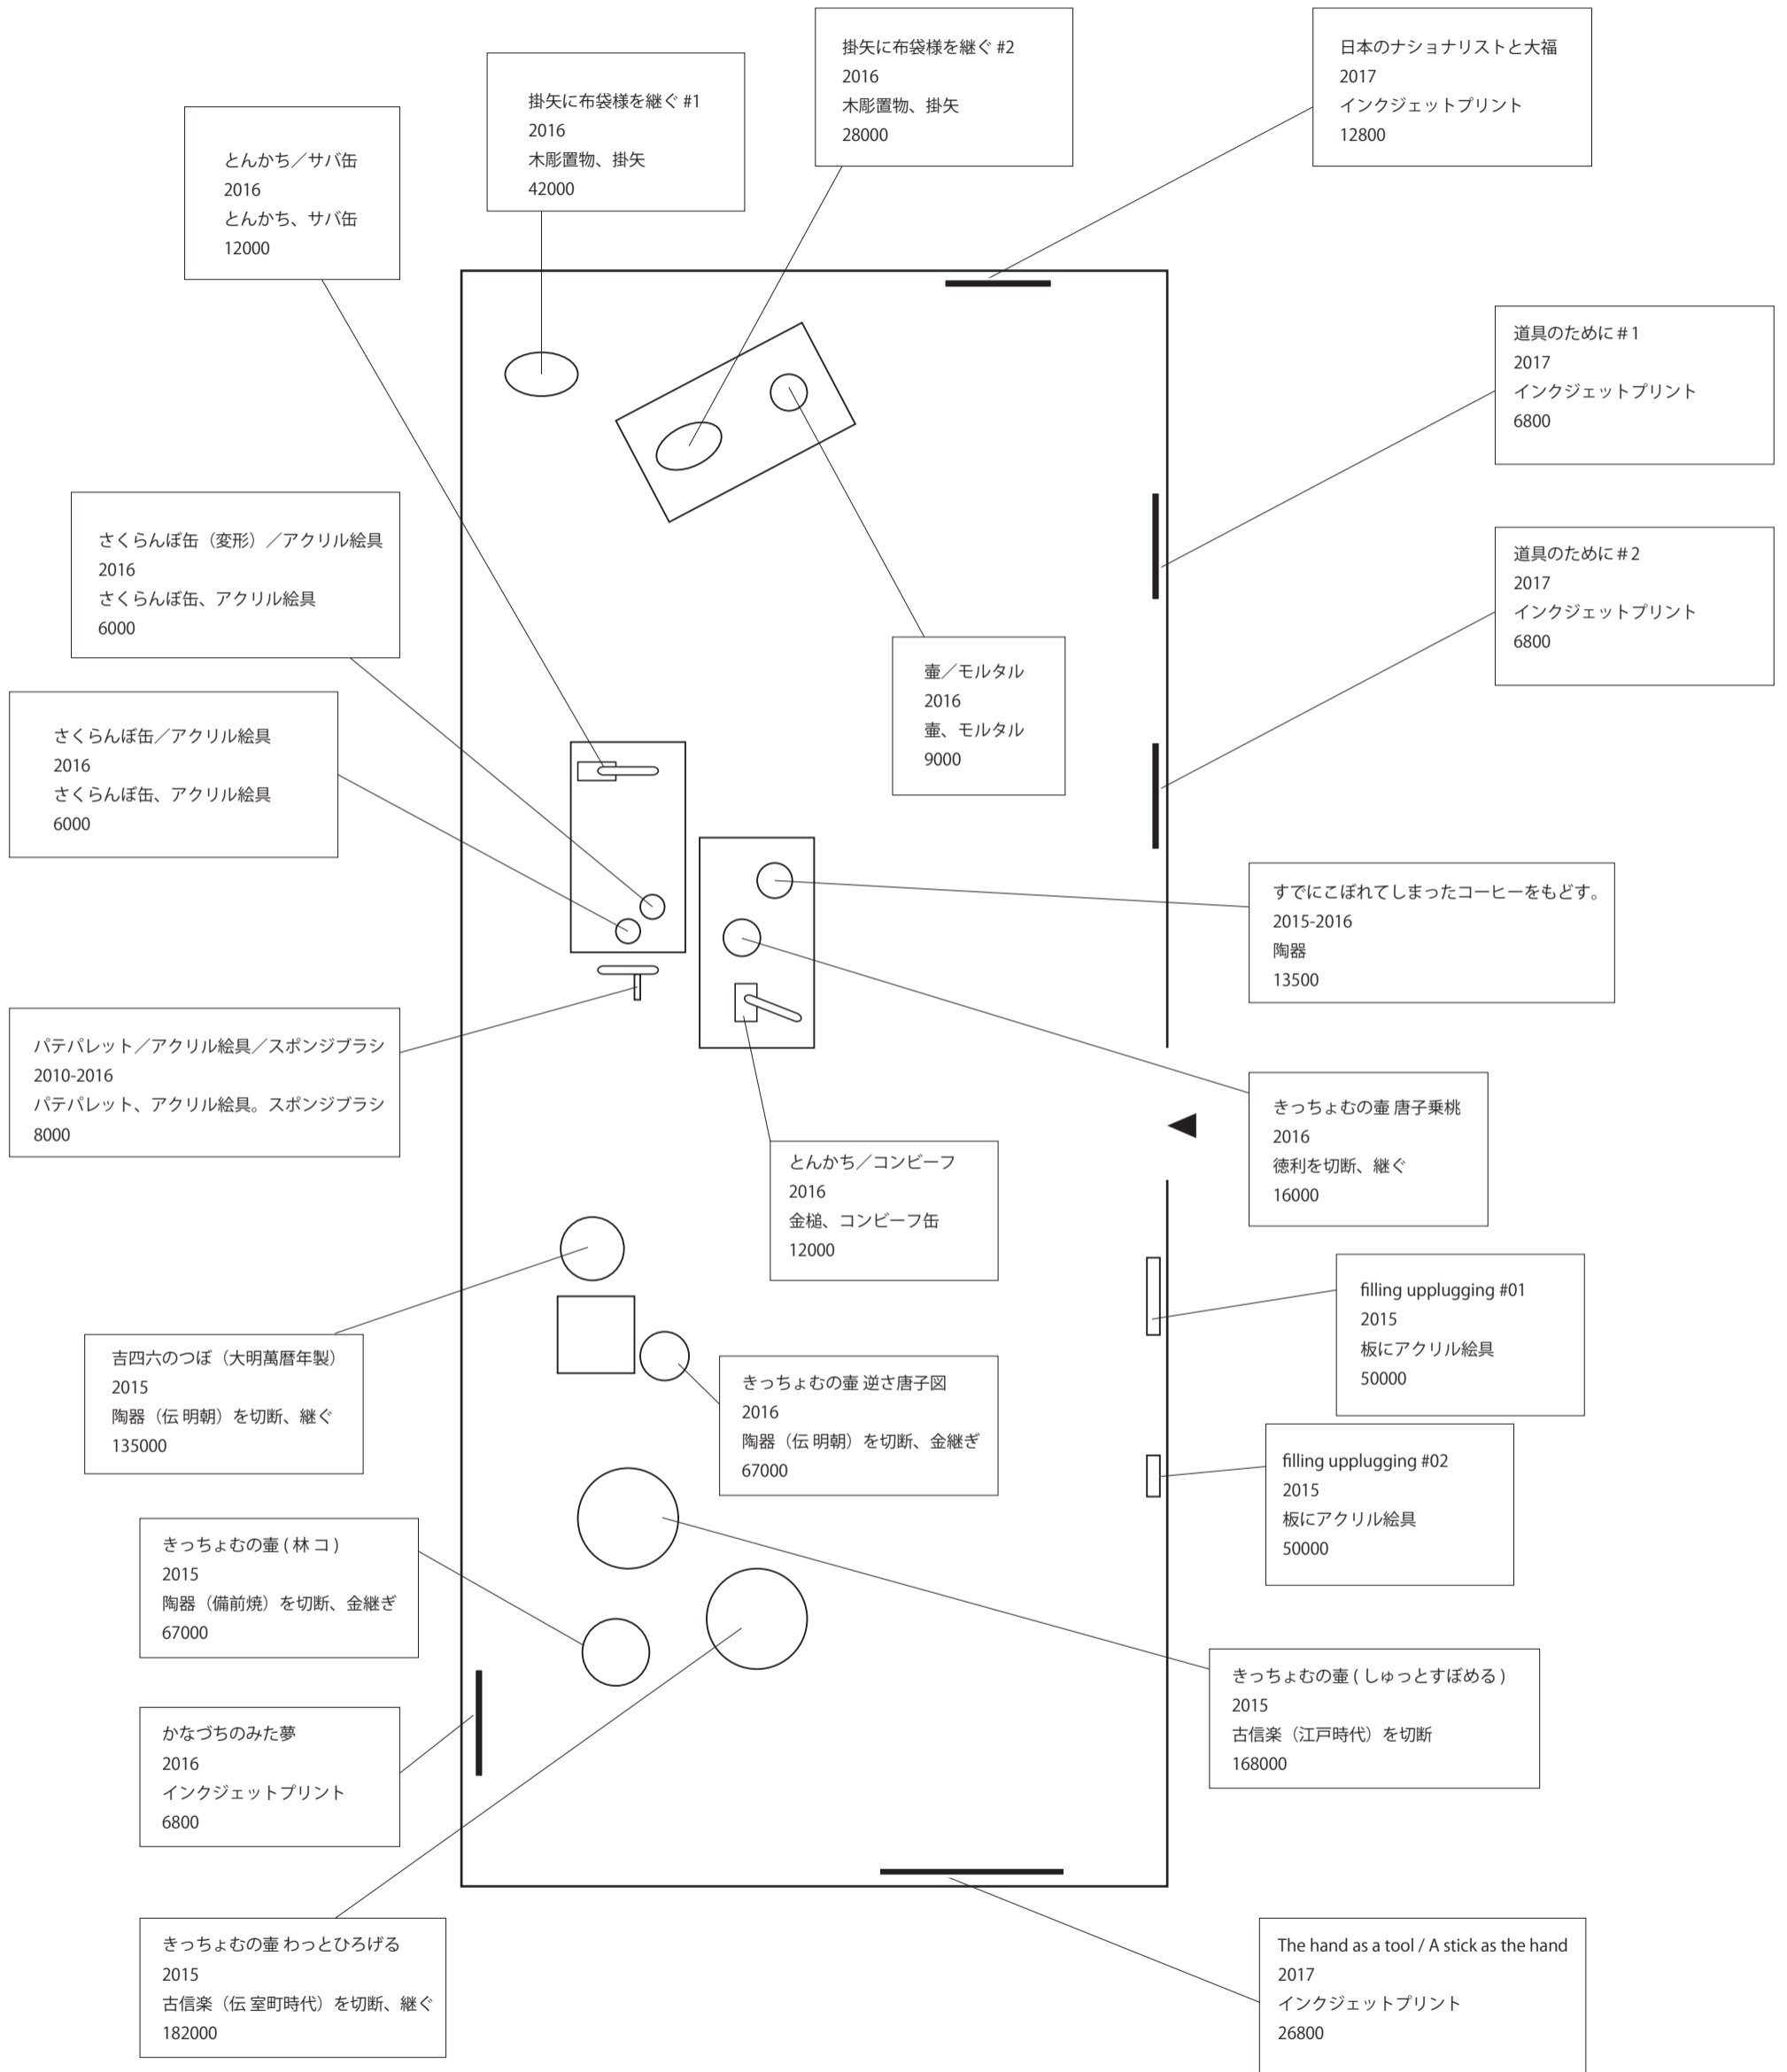 掛矢に布袋様を継ぐ #2
2016
木彫置物、掛矢
28000
日本のナショナリストと大福
2017
インクジェットプリント
12800
掛矢に布袋様を継ぐ #1
2016
木彫置物、掛矢
42000
とんかち／サバ缶
2016
とんかち、サバ缶
12000
道具のために＃1
2017
インクジェットプリント
6800
さくらんぼ缶（変形）／アクリル絵具
2016
さくらんぼ缶、アクリル絵具
6000
道具のために＃2
2017
インクジェットプリント
6800
壷／モルタル
2016
壷、モルタル
9000
さくらんぼ缶／アクリル絵具
2016
さくらんぼ缶、アクリル絵具
6000
すでにこぼれてしまったコーヒーをもどす。
2015-2016
陶器
13500
パテパレット／アクリル絵具／スポンジブラシ
2010-2016
パテパレット、アクリル絵具。スポンジブラシ
8000
きっちょむの壷 唐子乗桃
2016
徳利を切断、継ぐ
16000
とんかち／コンビーフ
2016
金槌、コンビーフ缶
12000
filling upplugging #01
2015
板にアクリル絵具
50000
吉四六のつぼ（大明萬暦年製）
2015
陶器（伝 明朝）を切断、継ぐ
135000
きっちょむの壷 逆さ唐子図
2016
陶器（伝 明朝）を切断、金継ぎ
67000
filling upplugging #02
2015
板にアクリル絵具
50000
きっちょむの壷 ( 林 コ )
2015
陶器（備前焼）を切断、金継ぎ
67000
きっちょむの壷 ( しゅっとすぼめる )
2015
古信楽（江戸時代）を切断
168000
かなづちのみた夢
2016
インクジェットプリント
6800
きっちょむの壷 わっとひろげる
2015
古信楽（伝 室町時代）を切断、継ぐ
182000
The hand as a tool / A stick as the hand
2017
インクジェットプリント
26800